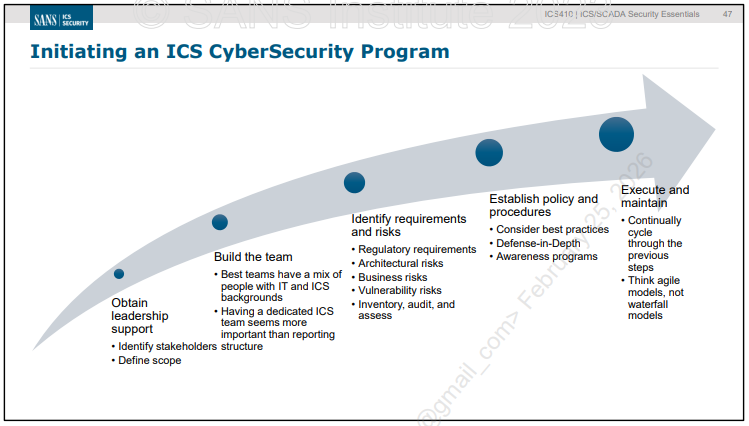 © SANS Institute 2026
SANS | ICS SECURITY
ICS410 | ICS/SCADA Security Essentials 47
Initiating an ICS CyberSecurity Program
Obtain
leadership
support
• Identify stakeholders
• Define scope
Build the team
• Best teams have a mix of
people with IT and ICS
backgrounds
• Having a dedicated ICS
team seems more
important than reporting
structure
Identify requirements
and risks
• Regulatory requirements
• Architectural risks
• Business risks
• Vulnerability risks
• Inventory, audit, and
assess
Establish policy and
procedures
• Consider best practices
• Defense-in-Depth
• Awareness programs
Execute and
maintain
• Continually
cycle
through the
previous
steps
• Think agile
models, not
waterfall
models
@gmail_com> February 25, 2026